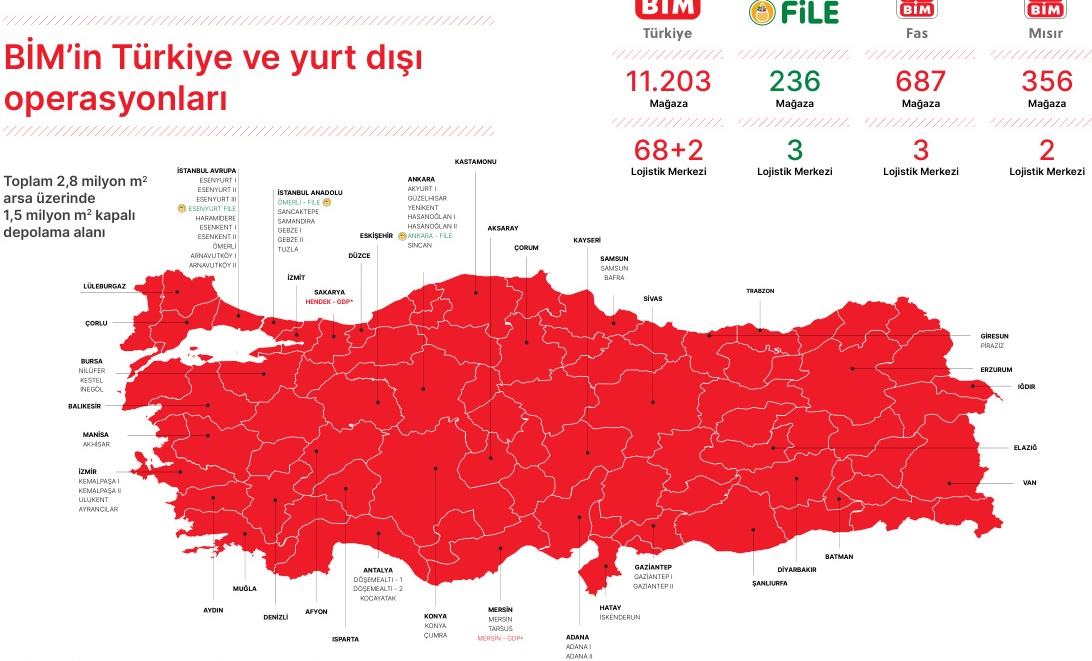 BİM'in Türkiye ve yurt dışı
operasyonları
Toplam 2,8 milyon m²
arsa üzerinde
1,5 milyon m² kapalı
depolama alanı
BİM
Türkiye
11.203
Mağaza
68+2
Lojistik Merkezi
FİLE
236
Mağaza
3
Lojistik Merkezi
BİM
Fas
687
Mağaza
3
Lojistik Merkezi
BİM
Mısır
356
Mağaza
2
Lojistik Merkezi
İSTANBUL AVRUPA
ESENYURT I
ESENYURT II
ESENYURT III
ESENYURT FİLE
HARAMİDERE
ESENKENT I
ESENKENT II
ÖMERLİ
ARNAVUTKÖY I
ARNAVUTKÖY II
İSTANBUL ANADOLU
ÖMERLİ - FİLE
SANCAKTEPE
SAMANDIRA
GEBZE I
GEBZE II
TUZLA
İZMİT
SAKARYA
HENDEK - GDP*
DÜZCE
ESKİŞEHİR
ANKARA
AKYURT I
GÜZELHİSAR
YENİKENT
HASANOĞLAN I
HASANOĞLAN II
ANKARA - FİLE
SİNCAN
KASTAMONU
AKSARAY
ÇORUM
KAYSERİ
SAMSUN
SAMSUN
BAFRA
SİVAS
TRABZON
GİRESUN
PİRAZİZ
ERZURUM
IĞDIR
ELAZIĞ
VAN
LÜLEBURGAZ
ÇORLU
BURSA
NİLÜFER
KESTEL
İNEGÖL
BALIKESİR
MANİSA
AKHİSAR
İZMİR
KEMALPAŞA I
KEMALPAŞA II
ULUKENT
AYRANCILAR
AYDIN
MUĞLA
DENİZLİ
AFYON
ISPARTA
ANTALYA
DÖŞEMEALTI - 1
DÖŞEMEALTI - 2
KOCAYATAK
KONYA
KONYA
ÇUMRA
MERSİN
MERSİN
TARSUS
MERSİN - GDP*
ADANA
ADANA I
ADANA II
HATAY
İSKENDERUN
GAZİANTEP
GAZİANTEP I
GAZİANTEP II
ŞANLIURFA
DİYARBAKIR
BATMAN